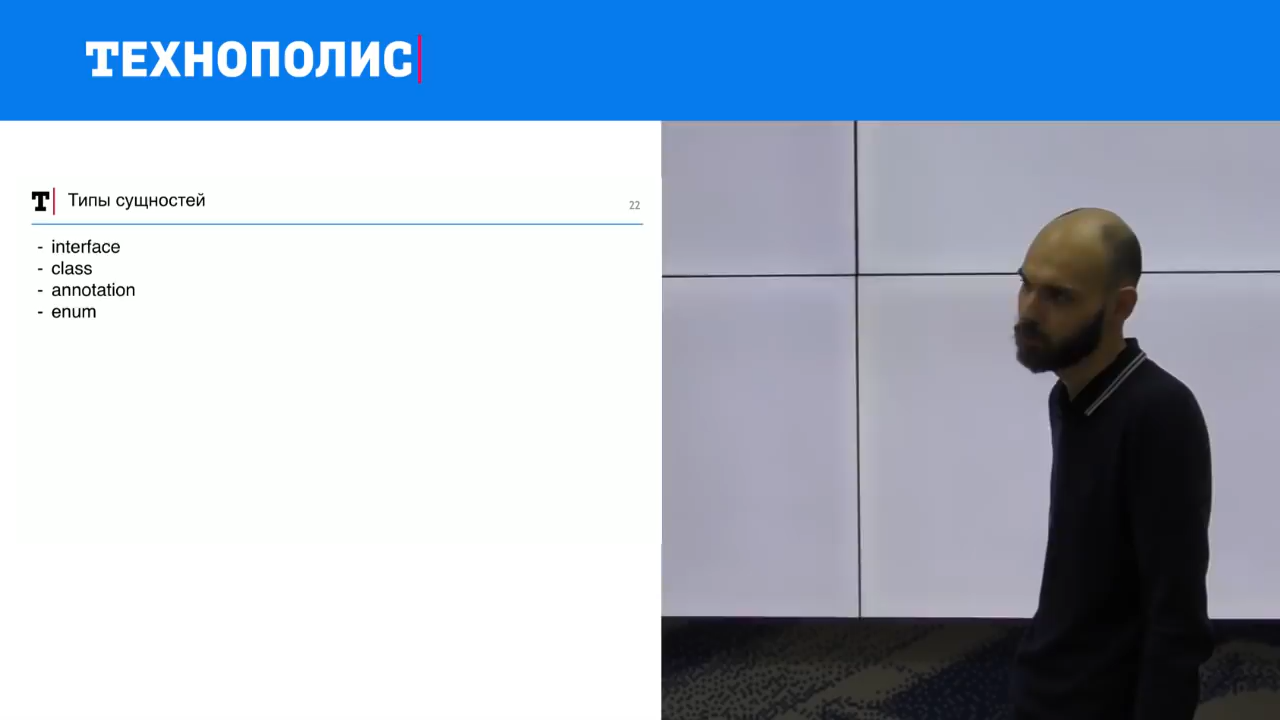 ТЕХНОПОЛИС
Т Типы сущностей 22
- interface
- class
- annotation
- enum